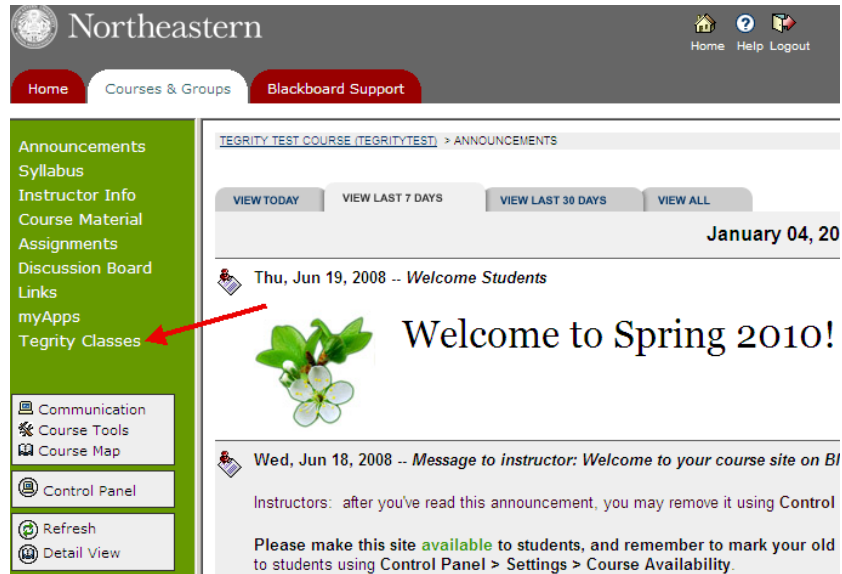 Northeastern
Home Help Logout
Home Courses & Groups Blackboard Support
Announcements
Syllabus
Instructor Info
Course Material
Assignments
Discussion Board
Links
myApps
Tegrity Classes
Communication
Course Tools
Course Map
Control Panel
Refresh
Detail View
TEGRITY TEST COURSE (TEGRITYTEST) > ANNOUNCEMENTS
VIEW TODAY VIEW LAST 7 DAYS VIEW LAST 30 DAYS VIEW ALL
January 04, 20
Thu, Jun 19, 2008 -- Welcome Students
Welcome to Spring 2010!
Wed, Jun 18, 2008 -- Message to instructor: Welcome to your course site on Bl
Instructors: after you've read this announcement, you may remove it using Control
Please make this site available to students, and remember to mark your old
to students using Control Panel > Settings > Course Availability.